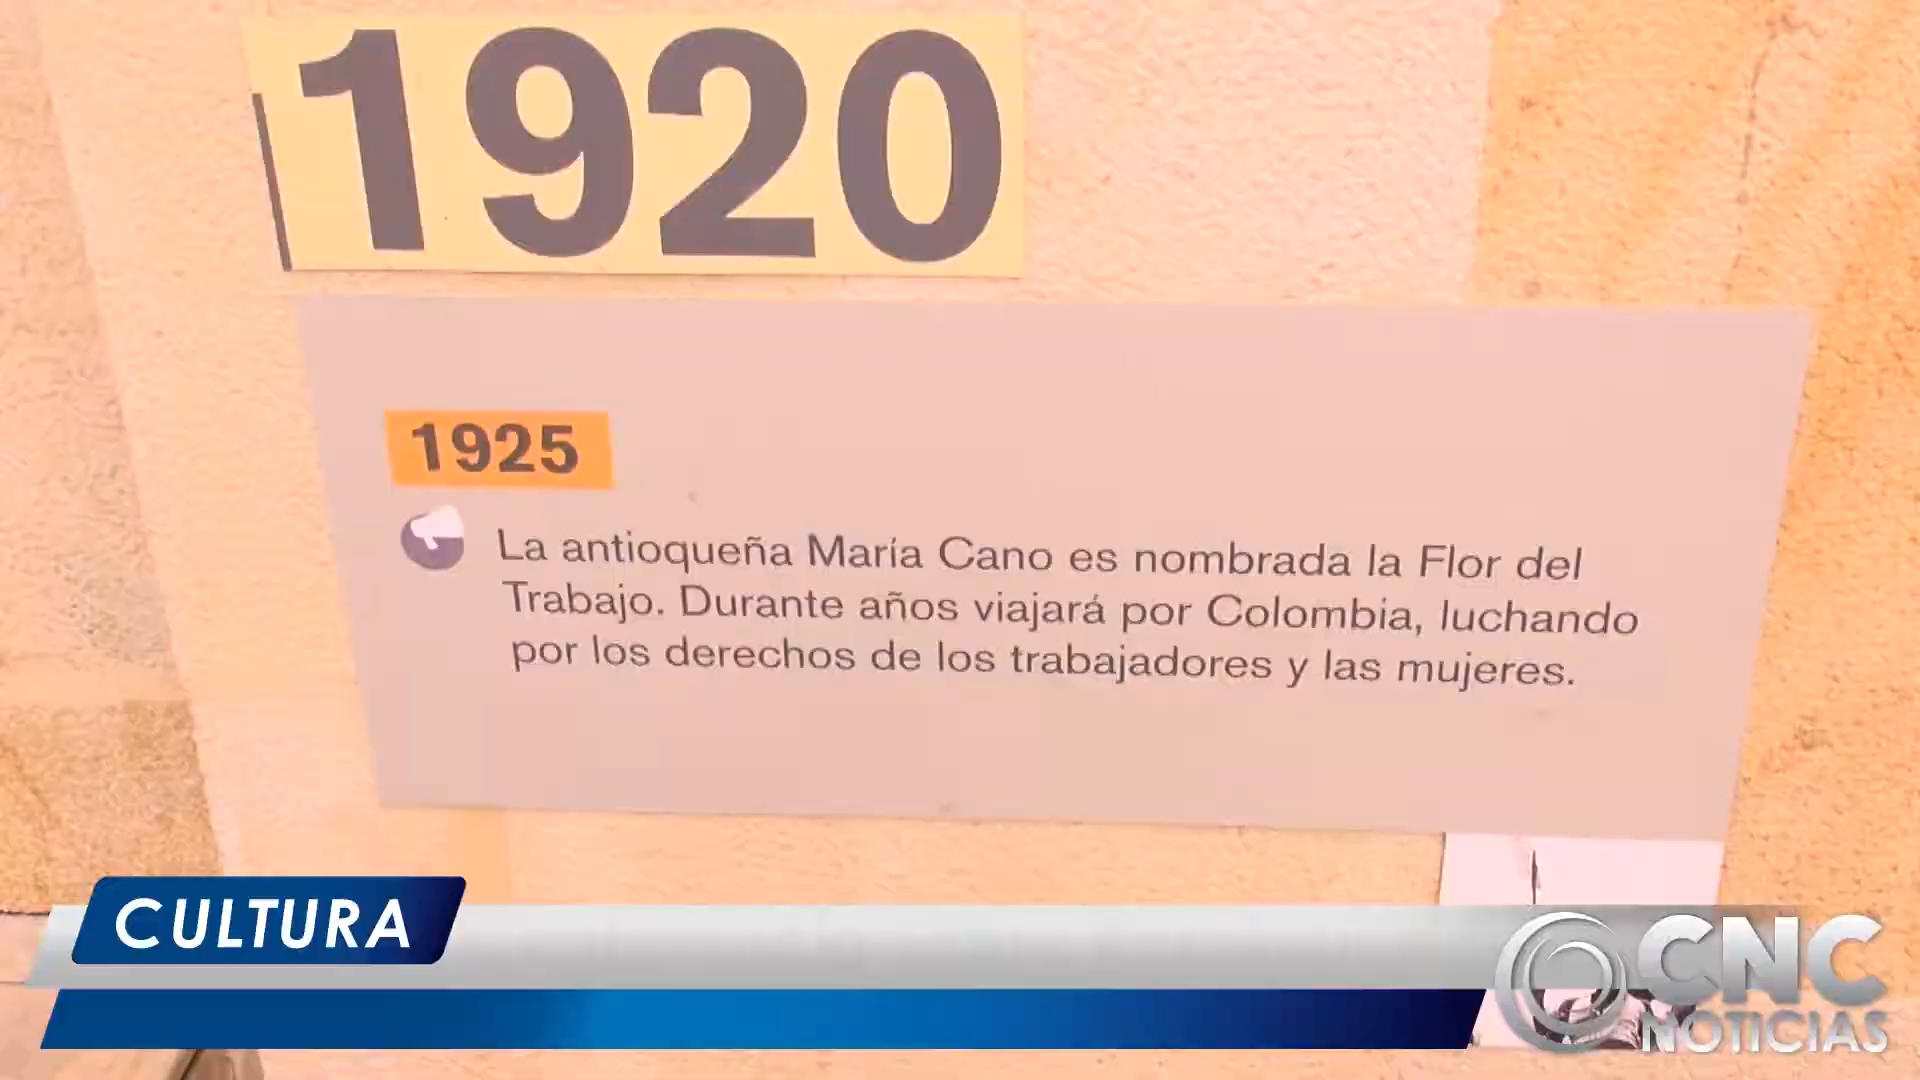 1920
1925
La antioqueña María Cano es nombrada la Flor del
Trabajo. Durante años viajará por Colombia, luchando
por los derechos de los trabajadores y las mujeres.
CULTURA
CNC
NOTICIAS